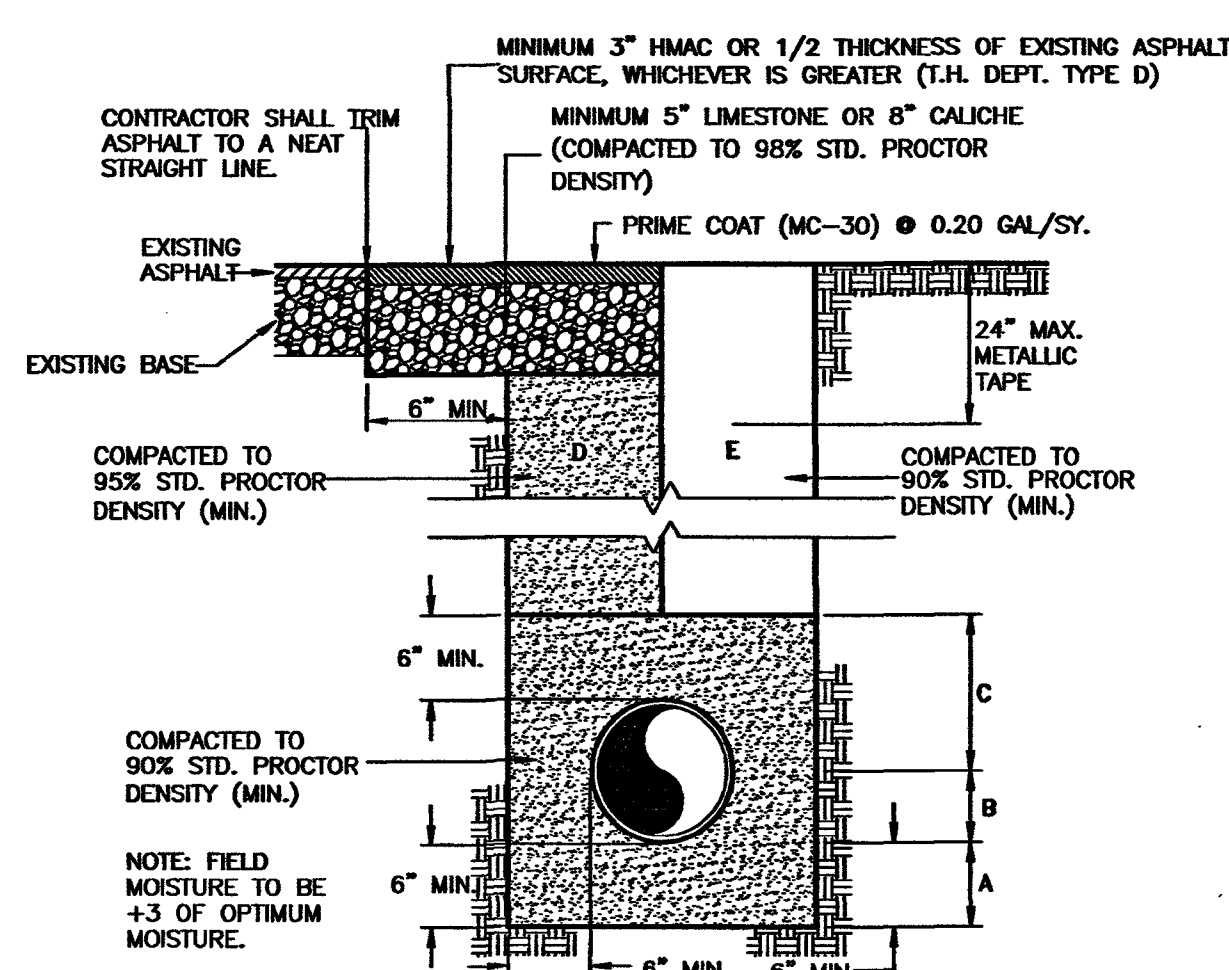 MINIMUM 3" HMAC OR 1/2 THICKNESS OF EXISTING ASPHALT
SURFACE, WHICHEVER IS GREATER (T.H. DEPT. TYPE D)
CONTRACTOR SHALL TRIM
ASPHALT TO A NEAT
STRAIGHT LINE.
MINIMUM 5" LIMESTONE OR 8" CALICHE
(COMPACTED TO 98% STD. PROCTOR
DENSITY)
PRIME COAT (MC-30) @ 0.20 GAL/SY.
EXISTING
ASPHALT
EXISTING BASE
24" MAX.
METALLIC
TAPE
6" MIN.
D
E
COMPACTED TO
95% STD. PROCTOR
DENSITY (MIN.)
COMPACTED TO
90% STD. PROCTOR
DENSITY (MIN.)
6" MIN.
C
COMPACTED TO
90% STD. PROCTOR
DENSITY (MIN.)
B
NOTE: FIELD
MOISTURE TO BE
+3 OF OPTIMUM
MOISTURE.
6" MIN.
A
6" MIN.
6" MIN.